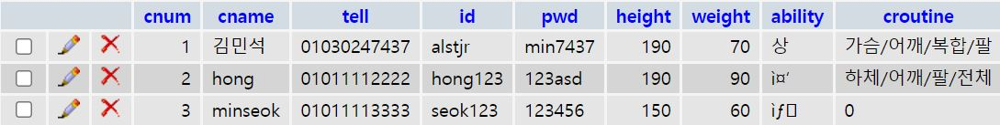 cnum cname tell id pwd height weight ability croutine
1 김민석 01030247437 alstjr min7437 190 70 상 가슴/어깨/복합/팔
2 hong 01011112222 hong123 123asd 190 90 ì¤‘ 하체/어깨/팔/전체
3 minseok 01011113333 seok123 123456 150 60 ìƒ 0